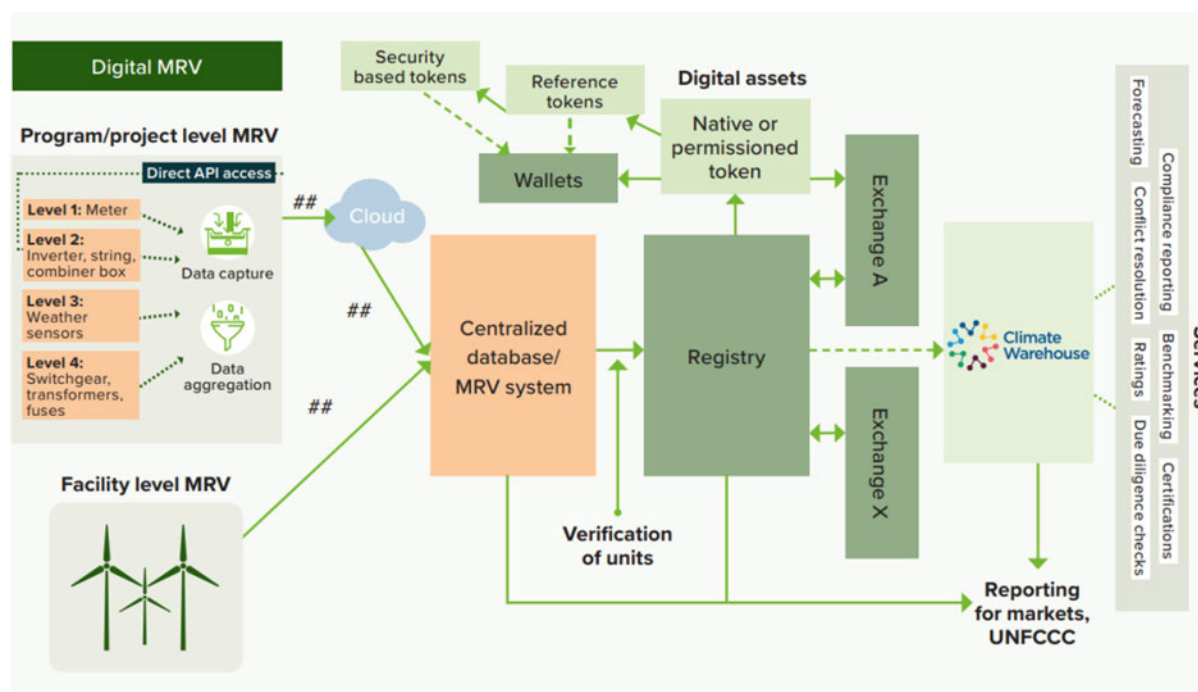 Digital MRV
Program/project level MRV
Direct API access
Level 1: Meter
Level 2:
Inverter, string,
combiner box
Level 3:
Weather
sensors
Level 4:
Switchgear,
transformers,
fuses
Data capture
Data
aggregation
Facility level MRV
##
Cloud
##
##
Security
based tokens
Reference
tokens
Digital assets
Native or
permissioned
token
Wallets
Centralized
database/
MRV system
Registry
Verification
of units
Exchange A
Exchange X
Climate
Warehouse
Reporting
for markets,
UNFCCC
Forecasting
Conflict resolution
Ratings
Due diligence checks
Compliance reporting
Benchmarking
Certifications